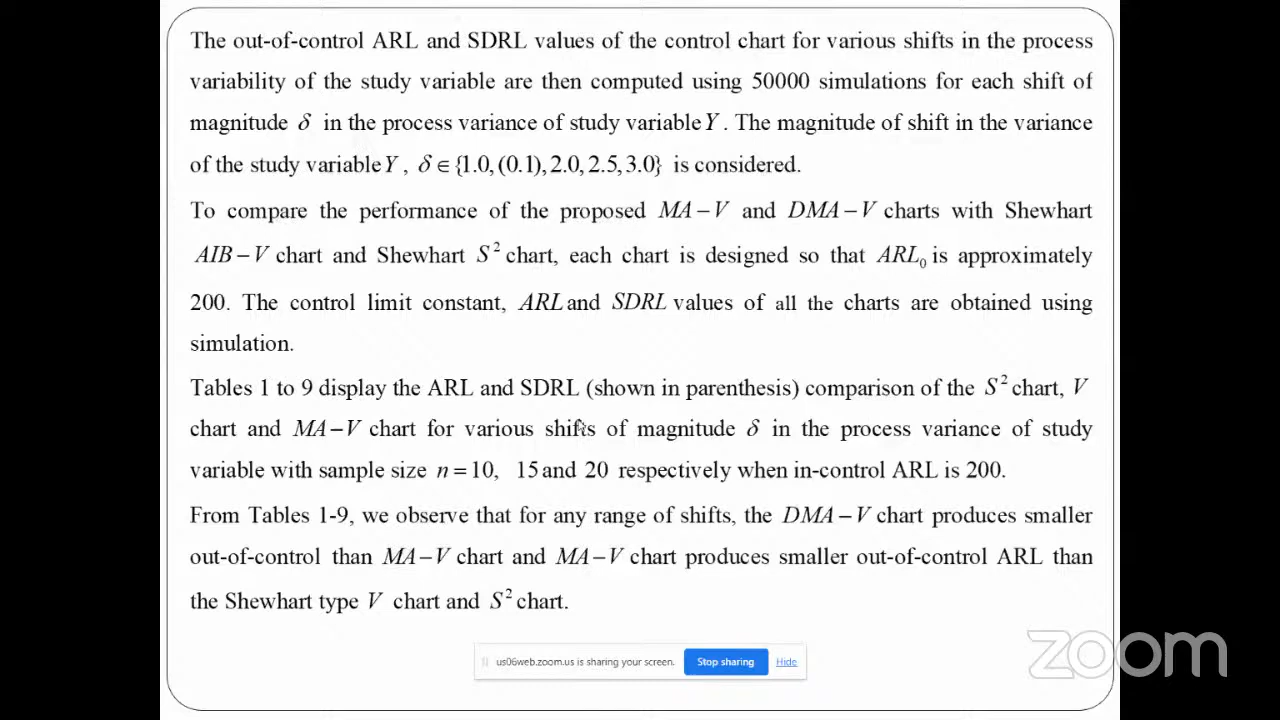 The out-of-control ARL and SDRL values of the control chart for various shifts in the process
variability of the study variable are then computed using 50000 simulations for each shift of
magnitude δ in the process variance of study variable Y. The magnitude of shift in the variance
of the study variable Y, δ ∈ {1.0, (0.1), 2.0, 2.5, 3.0} is considered.
To compare the performance of the proposed MA−V and DMA−V charts with Shewhart
AIB−V chart and Shewhart S² chart, each chart is designed so that ARL₀ is approximately
200. The control limit constant, ARL and SDRL values of all the charts are obtained using
simulation.
Tables 1 to 9 display the ARL and SDRL (shown in parenthesis) comparison of the S² chart, V
chart and MA−V chart for various shifts of magnitude δ in the process variance of study
variable with sample size n = 10, 15 and 20 respectively when in-control ARL is 200.
From Tables 1-9, we observe that for any range of shifts, the DMA−V chart produces smaller
out-of-control than MA−V chart and MA−V chart produces smaller out-of-control ARL than
the Shewhart type V chart and S² chart.
us06web.zoom.us is sharing your screen. Stop sharing Hide
zoom